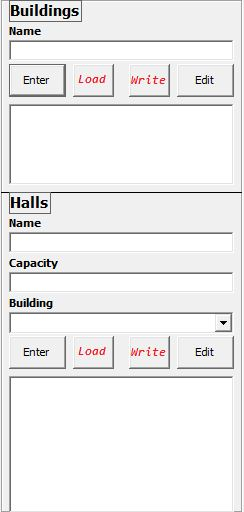 Buildings
Name
Enter Load Write Edit
Halls
Name
Capacity
Building
Enter Load Write Edit